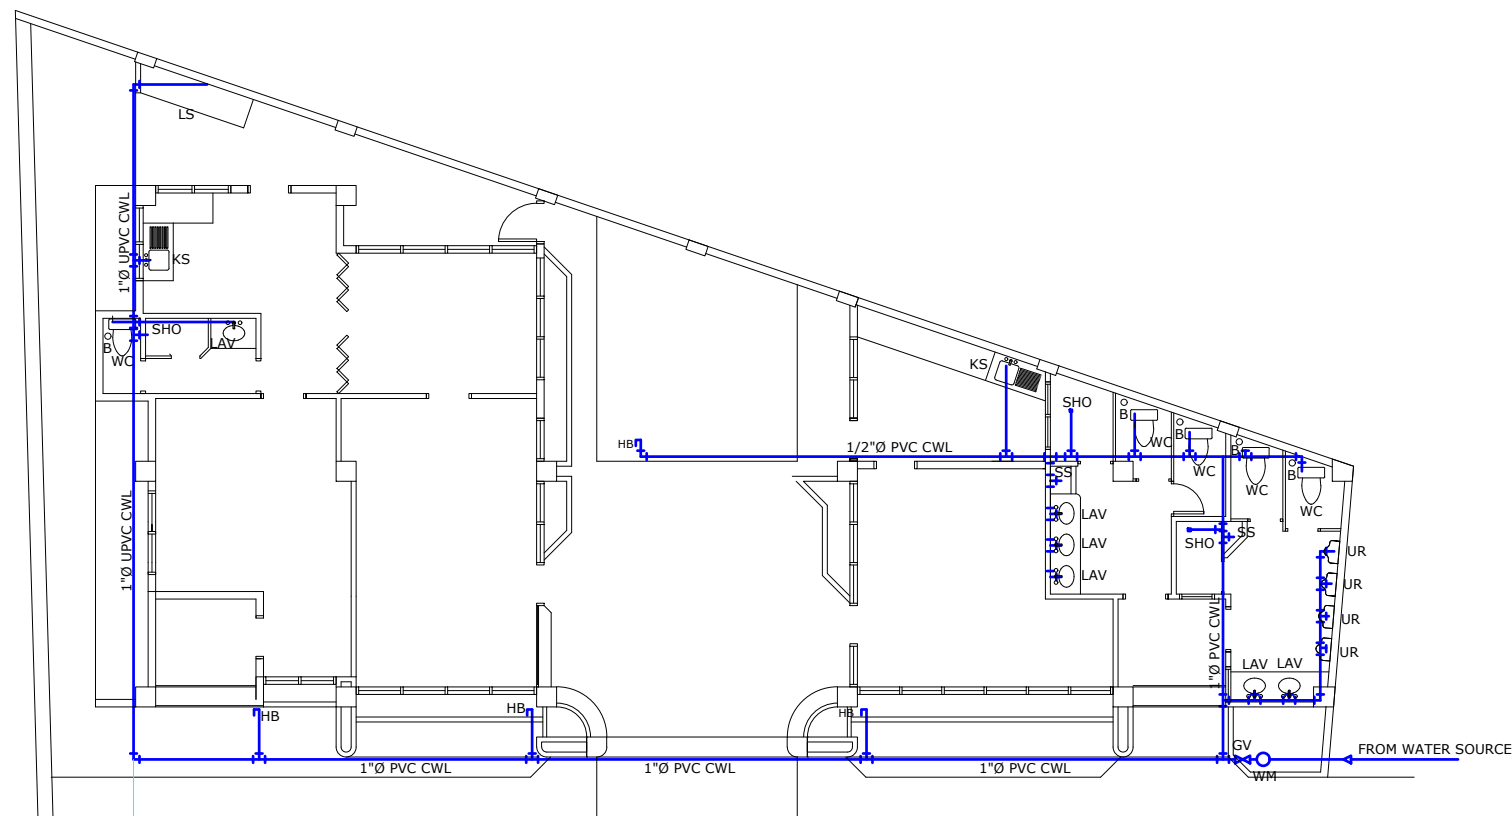 LS
1"Ø UPVC CWL
KS
SHO
LAV
B
WC
KS
SHO
B
WC
B
WC
B
WC
B
WC
HB
1/2"Ø PVC CWL
SS
LAV
LAV
LAV
SHO
SS
UR
UR
UR
UR
1"Ø UPVC CWL
1"Ø PVC CWL
LAV
LAV
HB
HB
HB
GV
WM
FROM WATER SOURCE
1"Ø PVC CWL
1"Ø PVC CWL
1"Ø PVC CWL